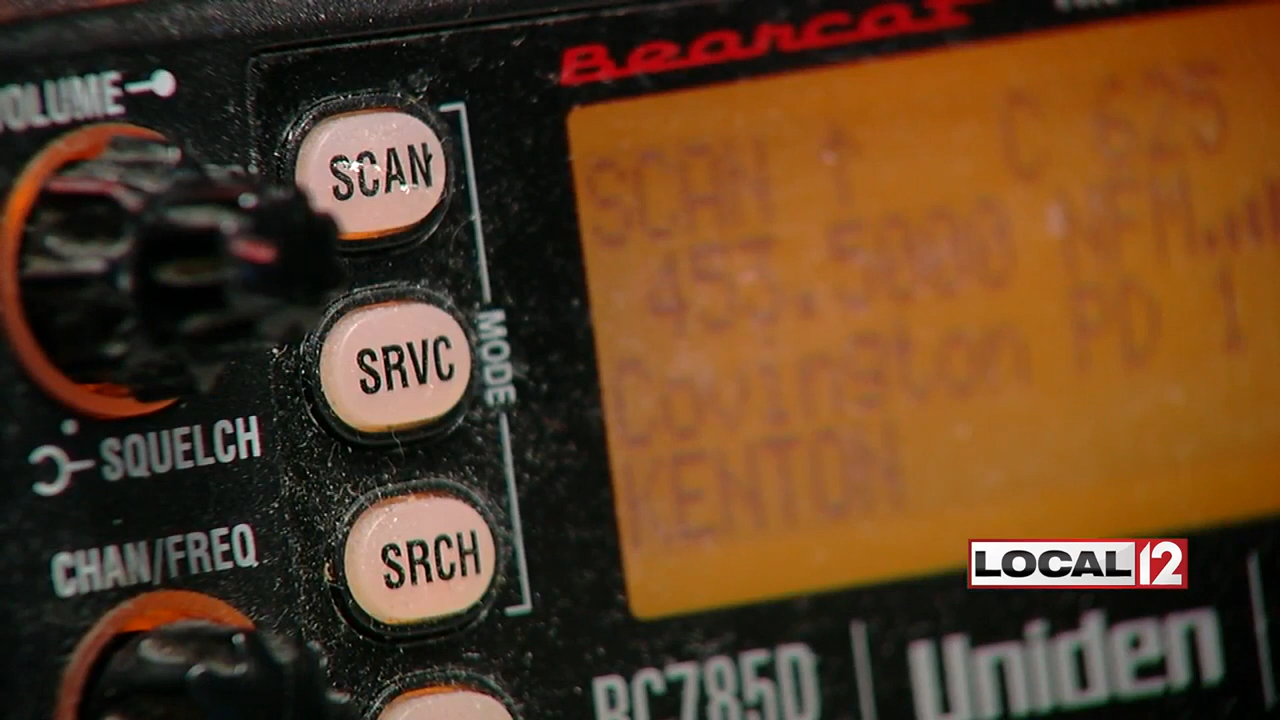 VOLUME
SCAN
SRVC
SRCH
MODE
SQUELCH
CHAN/FREQ
Bearcat
SCAN C 625
453.5000 NFM
Covington PD 1
KENTON
LOCAL 12
BC785D
Uniden